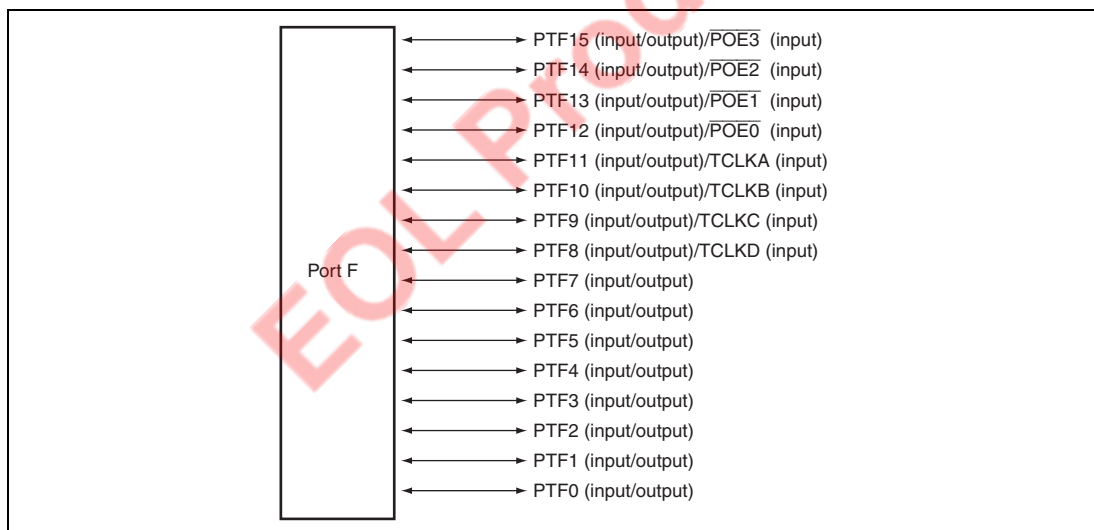 PTF15 (input/output)/POE3 (input)
PTF14 (input/output)/POE2 (input)
PTF13 (input/output)/POE1 (input)
PTF12 (input/output)/POE0 (input)
PTF11 (input/output)/TCLKA (input)
PTF10 (input/output)/TCLKB (input)
PTF9 (input/output)/TCLKC (input)
PTF8 (input/output)/TCLKD (input)
Port F
PTF7 (input/output)
PTF6 (input/output)
PTF5 (input/output)
PTF4 (input/output)
PTF3 (input/output)
PTF2 (input/output)
PTF1 (input/output)
PTF0 (input/output)
EOL Prod